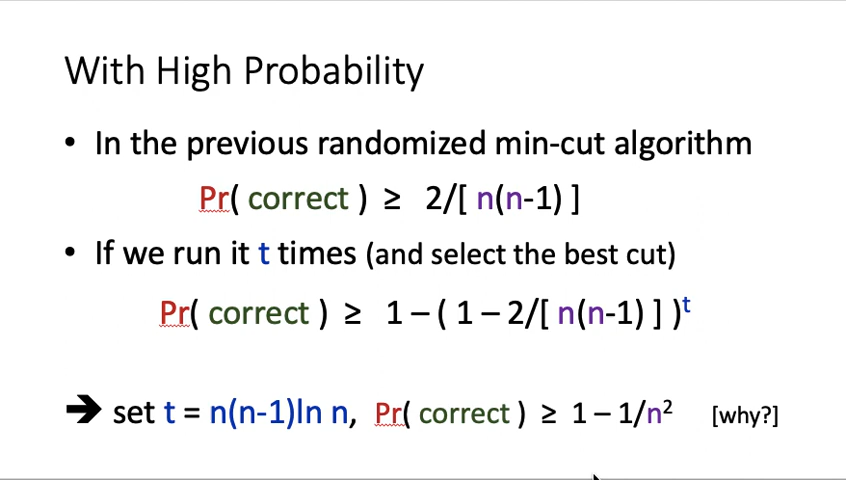 With High Probability
• In the previous randomized min-cut algorithm
Pr( correct ) ≥ 2/[ n(n-1) ]
• If we run it t times (and select the best cut)
Pr( correct ) ≥ 1 – ( 1 – 2/[ n(n-1) ] )ᵗ
➔ set t = n(n-1)ln n, Pr( correct ) ≥ 1 – 1/n² [why?]